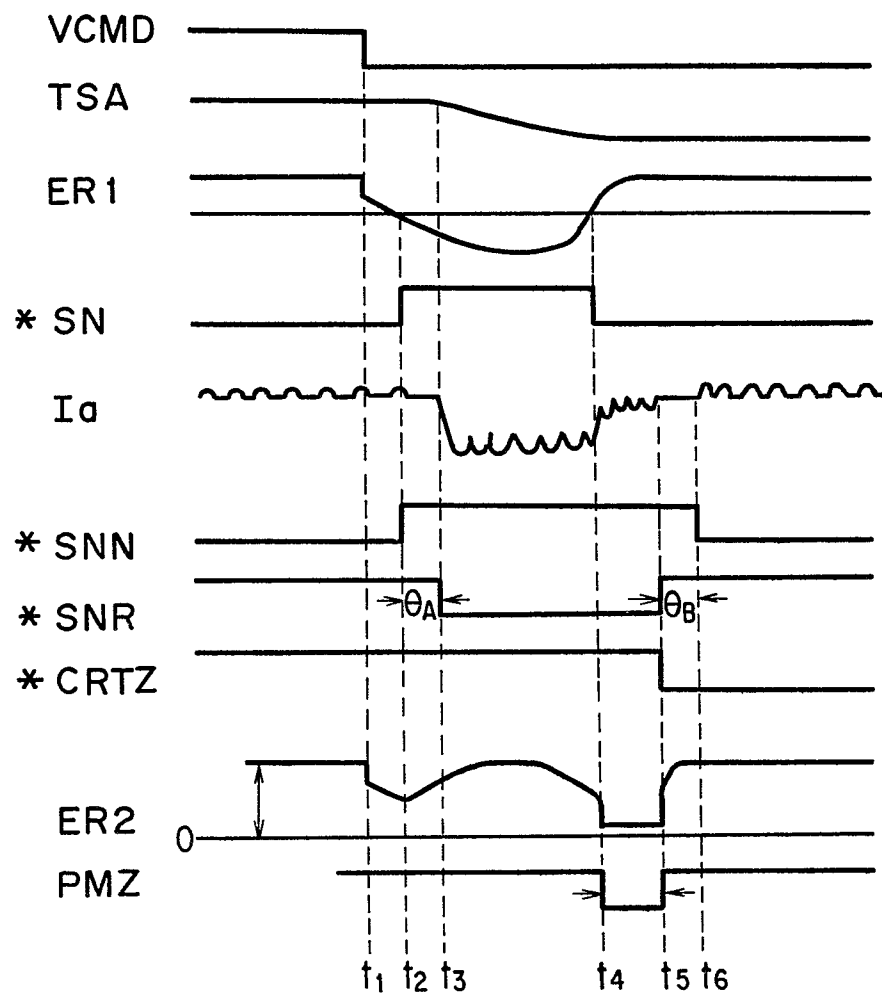 VCMD
TSA
ER1
* SN
Ia
* SNN
* SNR
θA
θB
* CRTZ
ER2
0
PMZ
t1 t2 t3 t4 t5 t6